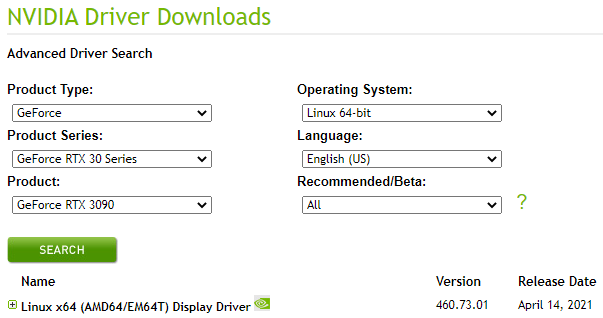 NVIDIA Driver Downloads
Advanced Driver Search
Product Type: Operating System:
GeForce Linux 64-bit
Product Series: Language:
GeForce RTX 30 Series English (US)
Product: Recommended/Beta:
GeForce RTX 3090 All ?
SEARCH
Name Version Release Date
Linux x64 (AMD64/EM64T) Display Driver 460.73.01 April 14, 2021